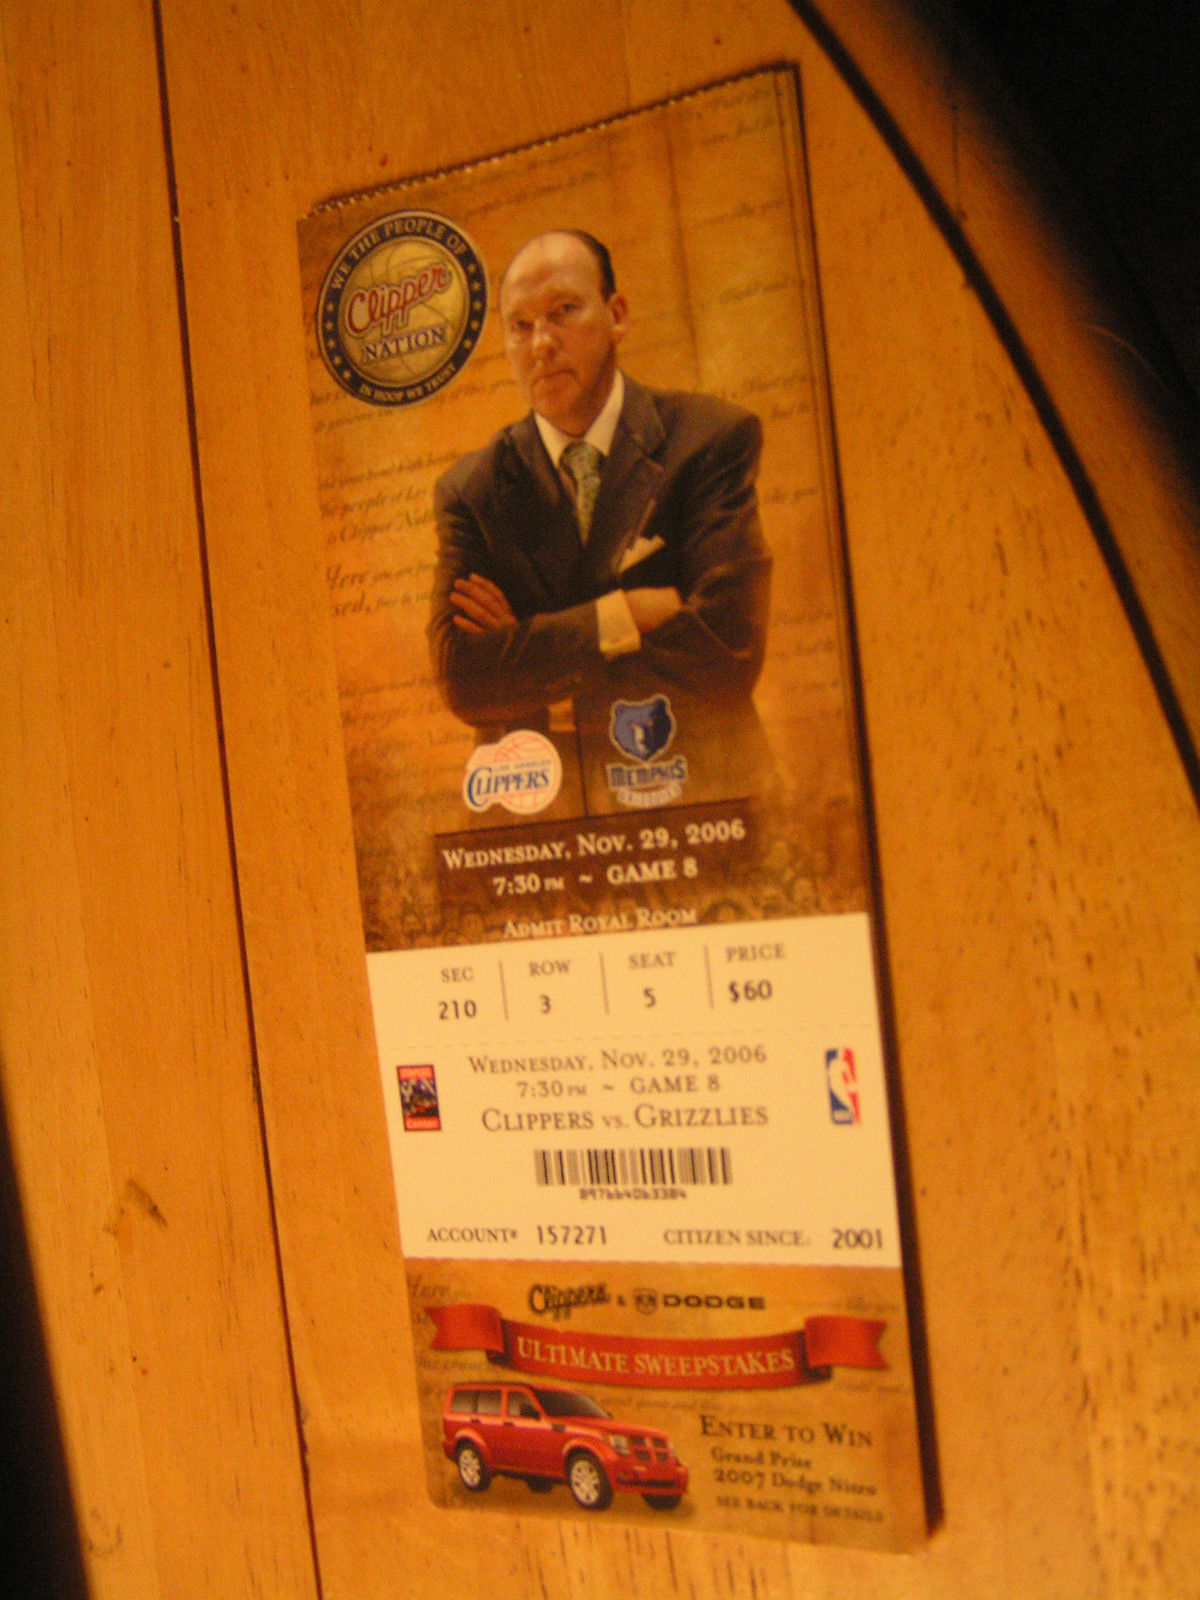 WE THE PEOPLE OF
Clipper
NATION
IN HOOP WE TRUST
CLIPPERS
MEMPHIS
WEDNESDAY, NOV. 29, 2006
7:30 PM ~ GAME 8
ADMIT ROYAL ROOM
SEC ROW SEAT PRICE
210 3 5 $60
WEDNESDAY, NOV. 29, 2006
7:30 PM ~ GAME 8
CLIPPERS VS. GRIZZLIES
897664063384
ACCOUNT# 157271 CITIZEN SINCE: 2001
Clippers & DODGE
ULTIMATE SWEEPSTAKES
ENTER TO WIN
Grand Prize
2007 Dodge Nitro
SEE BACK FOR DETAILS